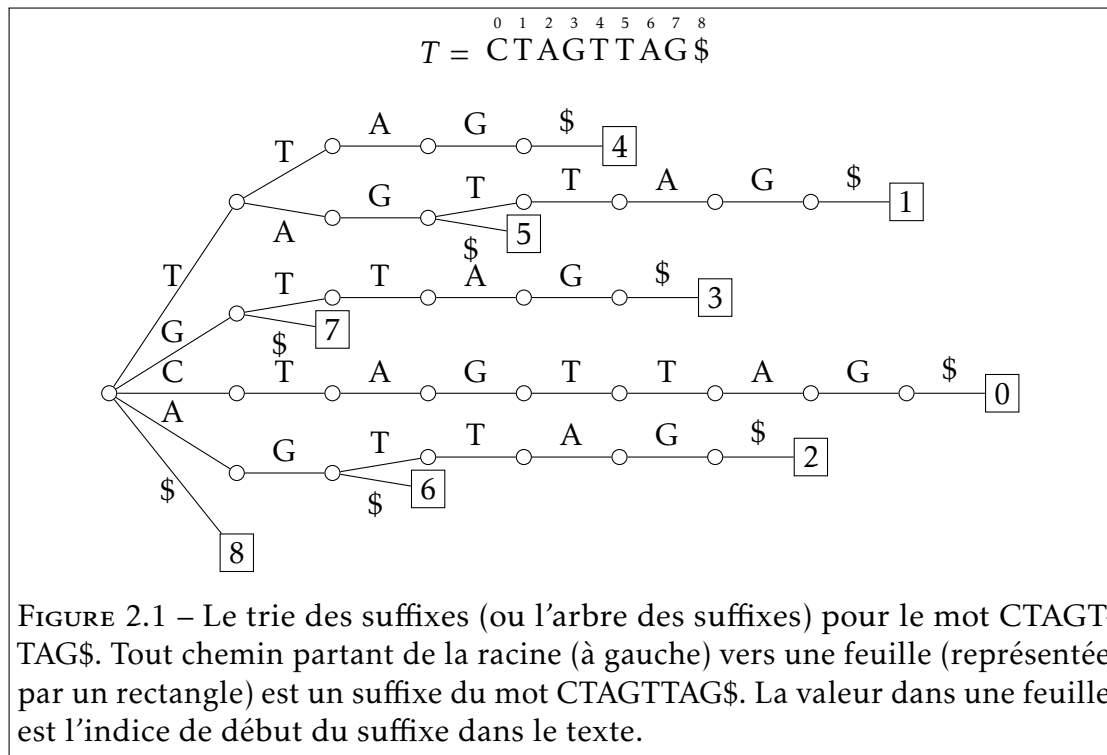 0 1 2 3 4 5 6 7 8
T = CTAGTTAG$
A G $
T 4
G T T A G $
A 5 1
$
T T T A G $
G 7 3
$
C T A G T T A G $
A 0
G T T A G $
$ 6 2
$
8
FIGURE 2.1 – Le trie des suffixes (ou l'arbre des suffixes) pour le mot CTAGT-
TAG$. Tout chemin partant de la racine (à gauche) vers une feuille (représentée
par un rectangle) est un suffixe du mot CTAGTTAG$. La valeur dans une feuille
est l'indice de début du suffixe dans le texte.